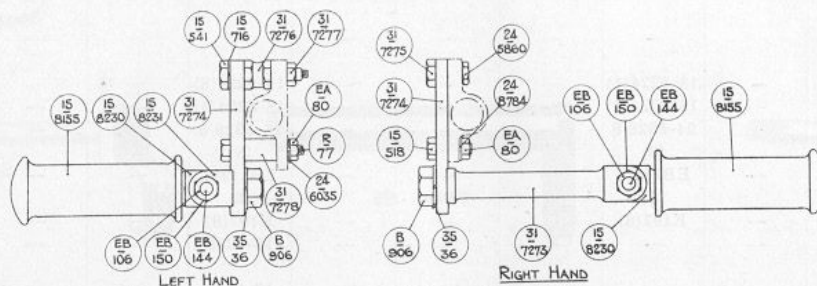 15 541
15 716
31 7276
31 7277
31 7274
EA 80
R 77
15 8155
15 8230
15 8231
24 6035
31 7278
EB 106
EB 150
EB 144
35 36
B 906
LEFT HAND
31 7275
24 5860
31 7274
24 8784
15 518
EA 80
EB 106
EB 150
EB 144
15 8155
B 906
35 36
31 7273
15 8230
RIGHT HAND